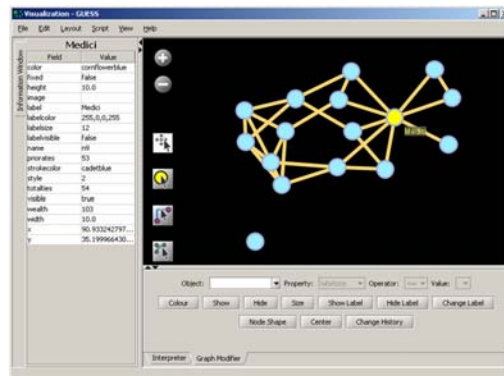 Visualization - GUESS
File Edit Layout Script View Help
Information Window
Medici
Field Value
color cornflowerblue
fixed false
height 10.0
image
label Medici
labelcolor 255,0,0,255
labelsize 12
labelvisible false
name n9
priorates 53
strokecolor cadetblue
style 2
totalties 54
visible true
wealth 103
width 10.0
x 90.933242797...
y 35.199966430...
Medici
Object: Property: labelsize Operator: Value:
Colour Show Hide Size Show Label Hide Label Change Label
Node Shape Center Change History
Interpreter Graph Modifier